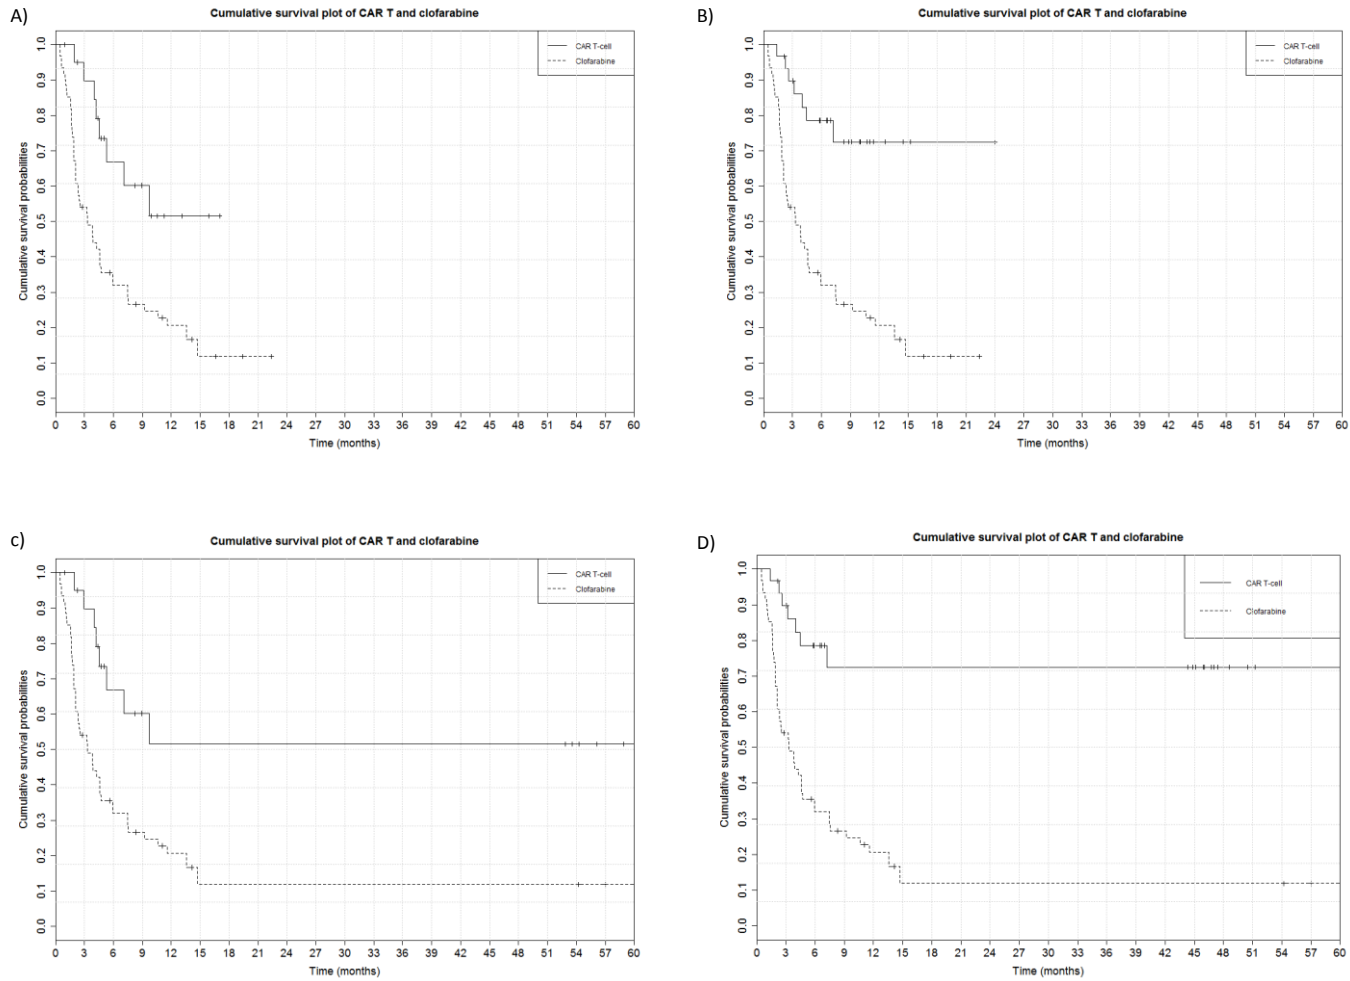 A)
Cumulative survival plot of CAR T and clofarabine
CAR T-cell
Clofarabine
Cumulative survival probabilities
1.0
0.9
0.8
0.7
0.6
0.5
0.4
0.3
0.2
0.1
0.0
0 3 6 9 12 15 18 21 24 27 30 33 36 39 42 45 48 51 54 57 60
Time (months)
B)
Cumulative survival plot of CAR T and clofarabine
CAR T-cell
Clofarabine
Cumulative survival probabilities
1.0
0.9
0.8
0.7
0.6
0.5
0.4
0.3
0.2
0.1
0.0
0 3 6 9 12 15 18 21 24 27 30 33 36 39 42 45 48 51 54 57 60
Time (months)
c)
Cumulative survival plot of CAR T and clofarabine
CAR T-cell
Clofarabine
Cumulative survival probabilities
1.0
0.9
0.8
0.7
0.6
0.5
0.4
0.3
0.2
0.1
0.0
0 3 6 9 12 15 18 21 24 27 30 33 36 39 42 45 48 51 54 57 60
Time (months)
D)
Cumulative survival plot of CAR T and clofarabine
CAR T-cell
Clofarabine
Cumulative survival probabilities
1.0
0.9
0.8
0.7
0.6
0.5
0.4
0.3
0.2
0.1
0.0
0 3 6 9 12 15 18 21 24 27 30 33 36 39 42 45 48 51 54 57 60
Time (months)